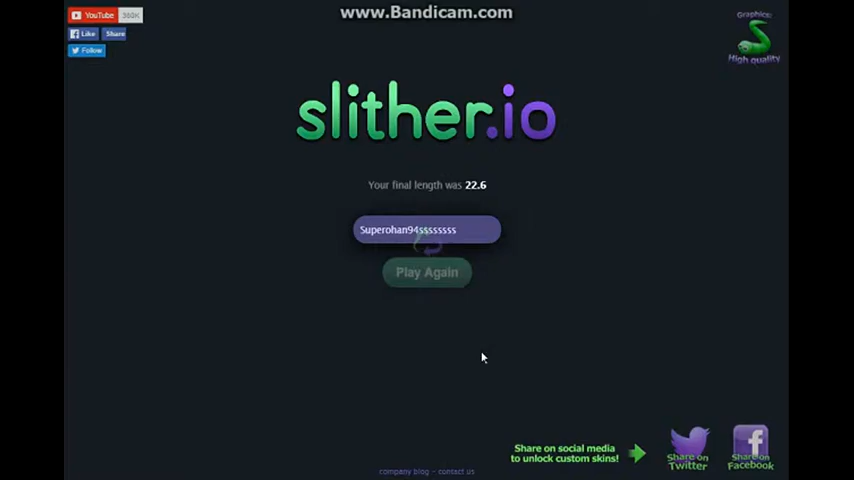 www.Bandicam.com
YouTube 360K
Like Share
Follow
Graphics:
High quality
slither.io
Your final length was 22.6
Superohan94ssssssss
Play Again
Share on social media
to unlock custom skins!
Share on
Twitter
Share on
Facebook
company blog - contact us